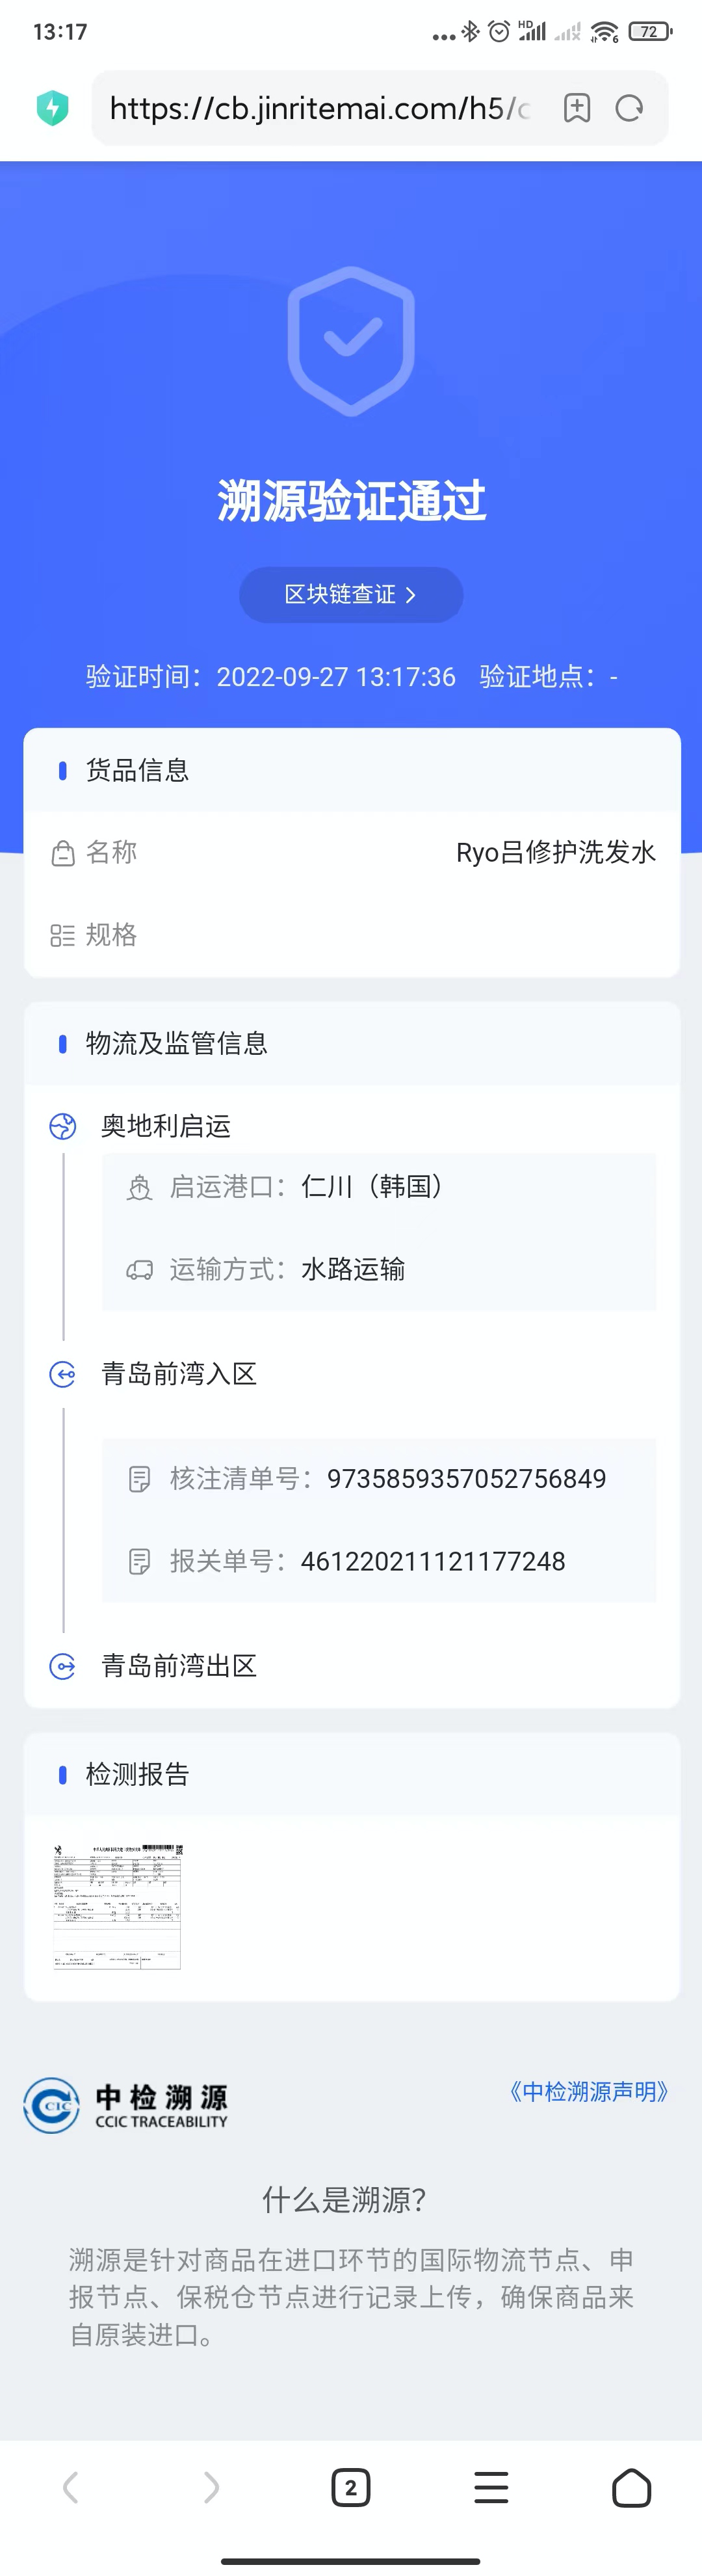 13:17
HD
6
72
https://cb.jinritemai.com/h5/c
溯源验证通过
区块链查证
验证时间：2022-09-27 13:17:36 验证地点：-
货品信息
名称 Ryo吕修护洗发水
规格
物流及监管信息
奥地利启运
启运港口：仁川（韩国）
运输方式：水路运输
青岛前湾入区
核注清单号：9735859357052756849
报关单号：461220211121177248
青岛前湾出区
检测报告
CIC
中检溯源
CCIC TRACEABILITY
《中检溯源声明》
什么是溯源？
溯源是针对商品在进口环节的国际物流节点、申
报节点、保税仓节点进行记录上传，确保商品来
自原装进口。
2